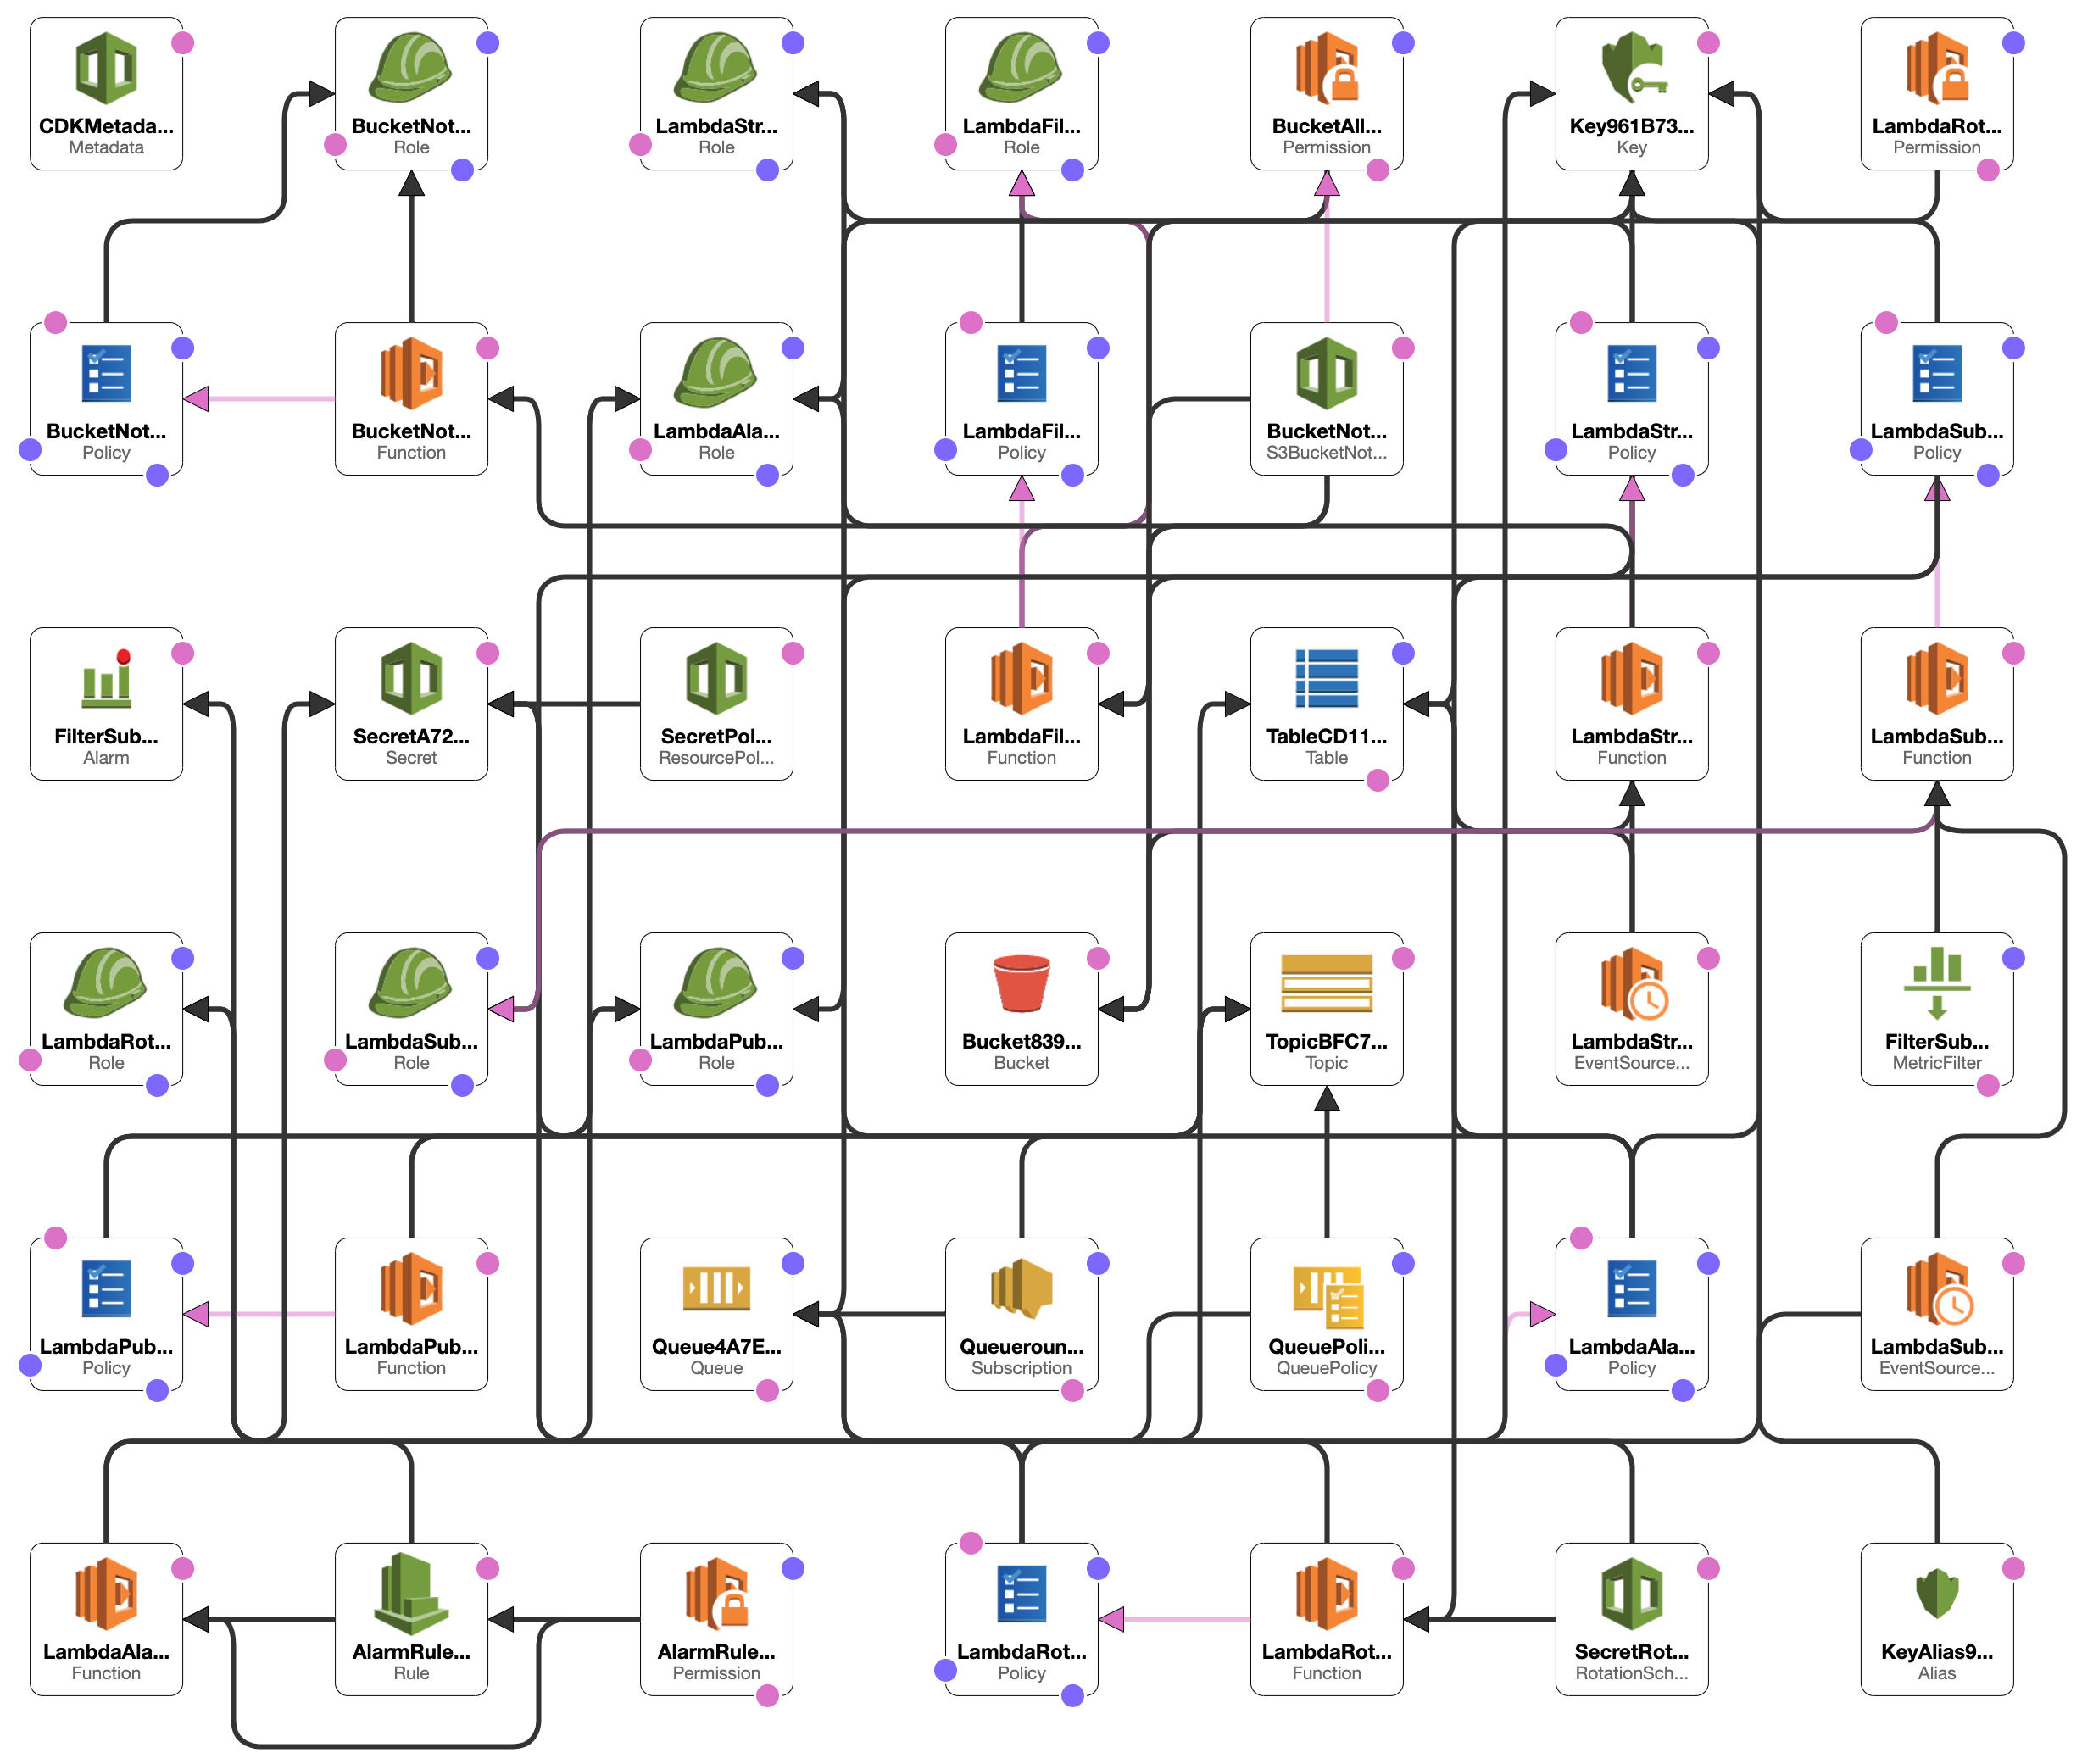 CDKMetada...
Metadata
BucketNot...
Role
LambdaStr...
Role
LambdaFil...
Role
BucketAll...
Permission
Key961B73...
Key
LambdaRot...
Permission
BucketNot...
Policy
BucketNot...
Function
LambdaAla...
Role
LambdaFil...
Policy
BucketNot...
S3BucketNot...
LambdaStr...
Policy
LambdaSub...
Policy
FilterSub...
Alarm
SecretA72...
Secret
SecretPol...
ResourcePol...
LambdaFil...
Function
TableCD11...
Table
LambdaStr...
Function
LambdaSub...
Function
LambdaRot...
Role
LambdaSub...
Role
LambdaPub...
Role
Bucket839...
Bucket
TopicBFC7...
Topic
LambdaStr...
EventSource...
FilterSub...
MetricFilter
LambdaPub...
Policy
LambdaPub...
Function
Queue4A7E...
Queue
Queueroun...
Subscription
QueuePoli...
QueuePolicy
LambdaAla...
Policy
LambdaSub...
EventSource...
LambdaAla...
Function
AlarmRule...
Rule
AlarmRule...
Permission
LambdaRot...
Policy
LambdaRot...
Function
SecretRot...
RotationSch...
KeyAlias9...
Alias